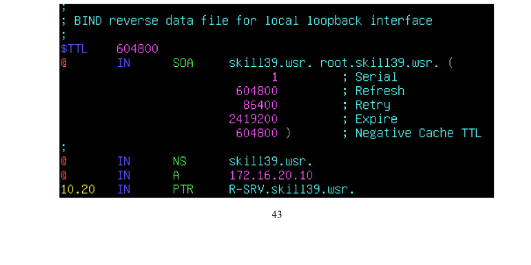 ;
; BIND reverse data file for local loopback interface
;
$TTL 604800
@ IN SOA skill39.wsr. root.skill39.wsr. (
1 ; Serial
604800 ; Refresh
86400 ; Retry
2419200 ; Expire
604800 ) ; Negative Cache TTL
;
@ IN NS skill39.wsr.
@ IN A 172.16.20.10
10.20 IN PTR R-SRV.skill39.wsr.
43